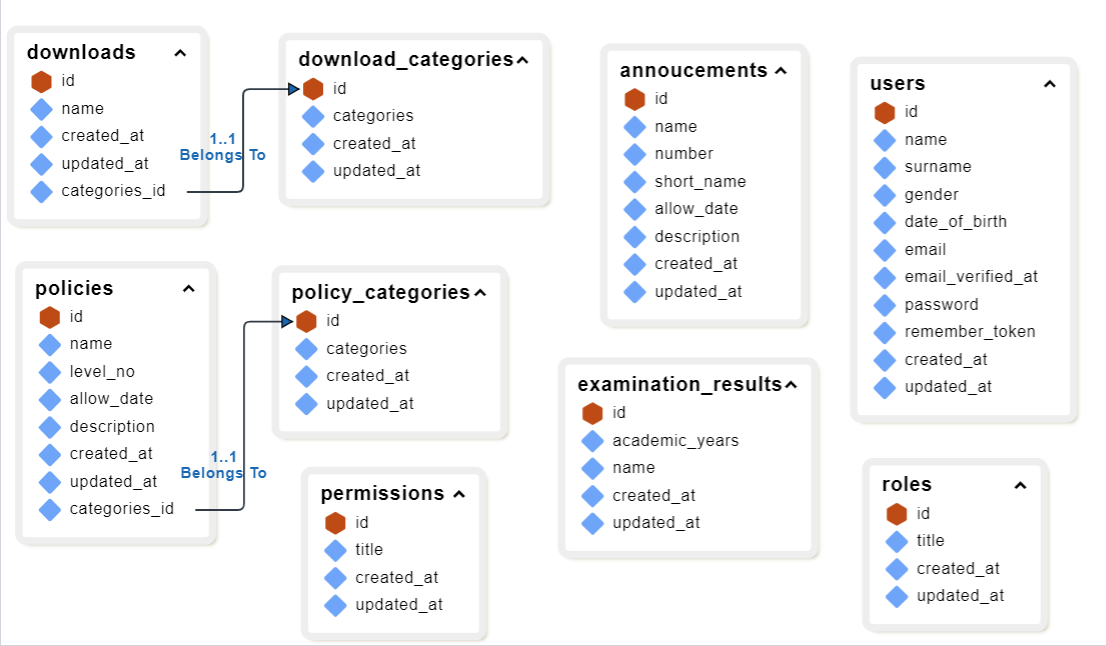 downloads
id
name
created_at
updated_at
categories_id
1..1
Belongs To
download_categories
id
categories
created_at
updated_at
annoucements
id
name
number
short_name
allow_date
description
created_at
updated_at
users
id
name
surname
gender
date_of_birth
email
email_verified_at
password
remember_token
created_at
updated_at
policies
id
name
level_no
allow_date
description
created_at
updated_at
categories_id
1..1
Belongs To
policy_categories
id
categories
created_at
updated_at
permissions
id
title
created_at
updated_at
examination_results
id
academic_years
name
created_at
updated_at
roles
id
title
created_at
updated_at